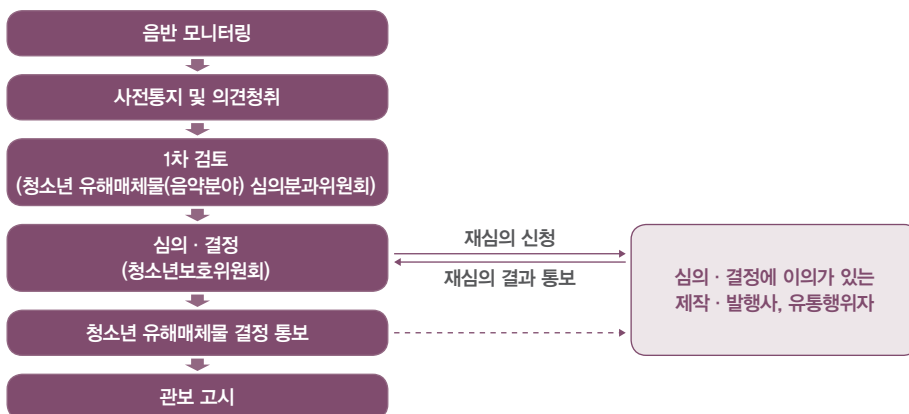 음반 모니터링
사전통지 및 의견청취
1차 검토
(청소년 유해매체물(음약분야) 심의분과위원회)
심의 · 결정
(청소년보호위원회)
재심의 신청
재심의 결과 통보
심의 · 결정에 이의가 있는
제작 · 발행사, 유통행위자
청소년 유해매체물 결정 통보
관보 고시